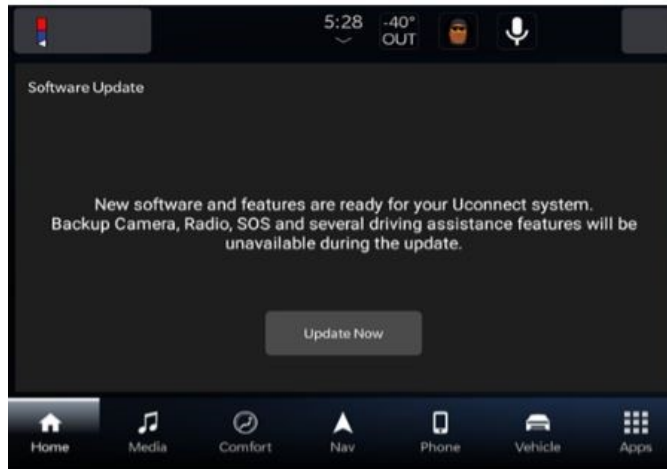 5:28
-40°
OUT
Software Update
New software and features are ready for your Uconnect system.
Backup Camera, Radio, SOS and several driving assistance features will be
unavailable during the update.
Update Now
Home Media Comfort Nav Phone Vehicle Apps